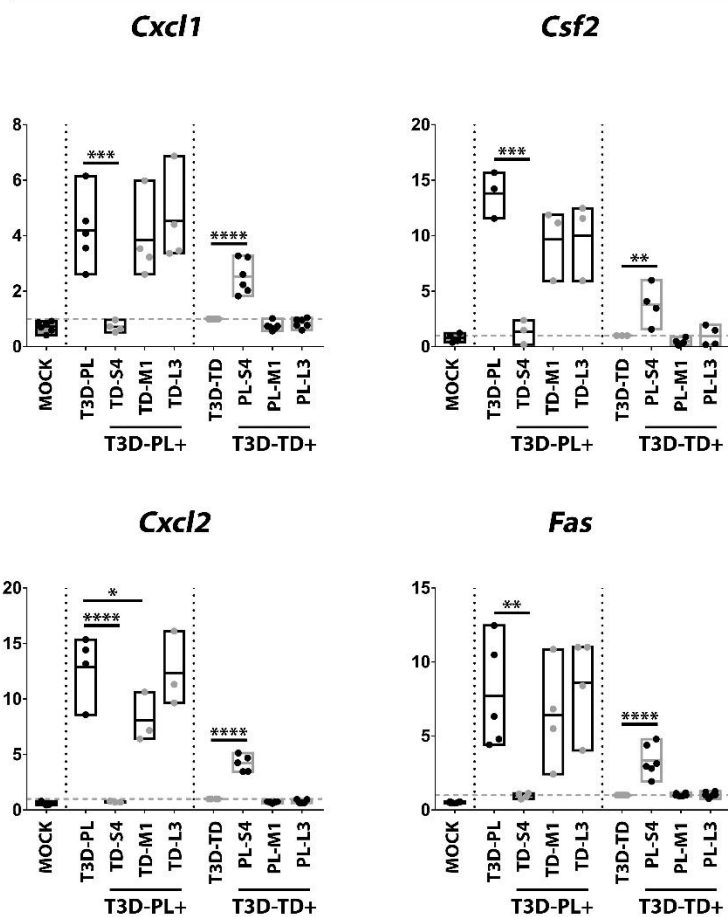 Cxcl1
8
6
4
2
0
***
****
MOCK
T3D-PL
TD-S4
TD-M1
TD-L3
T3D-TD
PL-S4
PL-M1
PL-L3
T3D-PL+
T3D-TD+
Csf2
20
15
10
5
0
***
**
MOCK
T3D-PL
TD-S4
TD-M1
TD-L3
T3D-TD
PL-S4
PL-M1
PL-L3
T3D-PL+
T3D-TD+
Cxcl2
20
15
10
5
0
*
****
****
MOCK
T3D-PL
TD-S4
TD-M1
TD-L3
T3D-TD
PL-S4
PL-M1
PL-L3
T3D-PL+
T3D-TD+
Fas
15
10
5
0
**
****
MOCK
T3D-PL
TD-S4
TD-M1
TD-L3
T3D-TD
PL-S4
PL-M1
PL-L3
T3D-PL+
T3D-TD+